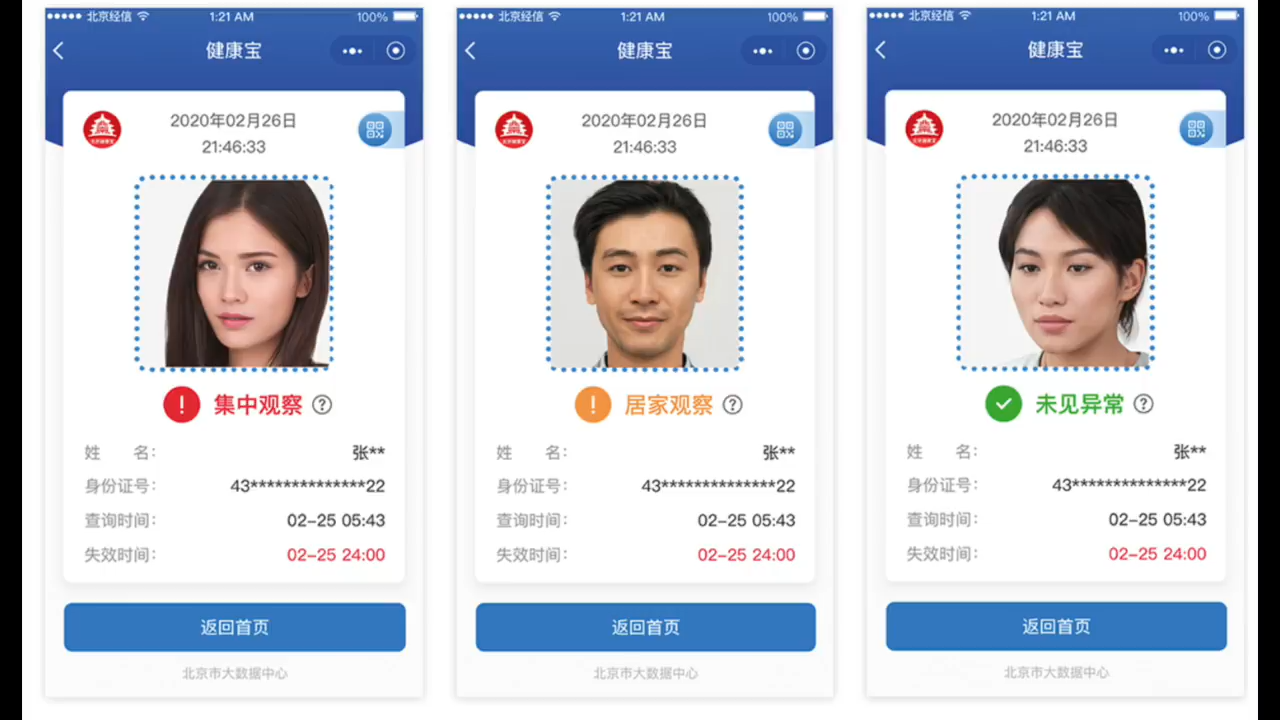 北京经信 1:21 AM 100%
健康宝
2020年02月26日
21:46:33
集中观察
姓 名: 张**
身份证号: 43**************22
查询时间: 02-25 05:43
失效时间: 02-25 24:00
返回首页
北京市大数据中心
北京经信 1:21 AM 100%
健康宝
2020年02月26日
21:46:33
居家观察
姓 名: 张**
身份证号: 43**************22
查询时间: 02-25 05:43
失效时间: 02-25 24:00
返回首页
北京市大数据中心
北京经信 1:21 AM 100%
健康宝
2020年02月26日
21:46:33
未见异常
姓 名: 张**
身份证号: 43**************22
查询时间: 02-25 05:43
失效时间: 02-25 24:00
返回首页
北京市大数据中心